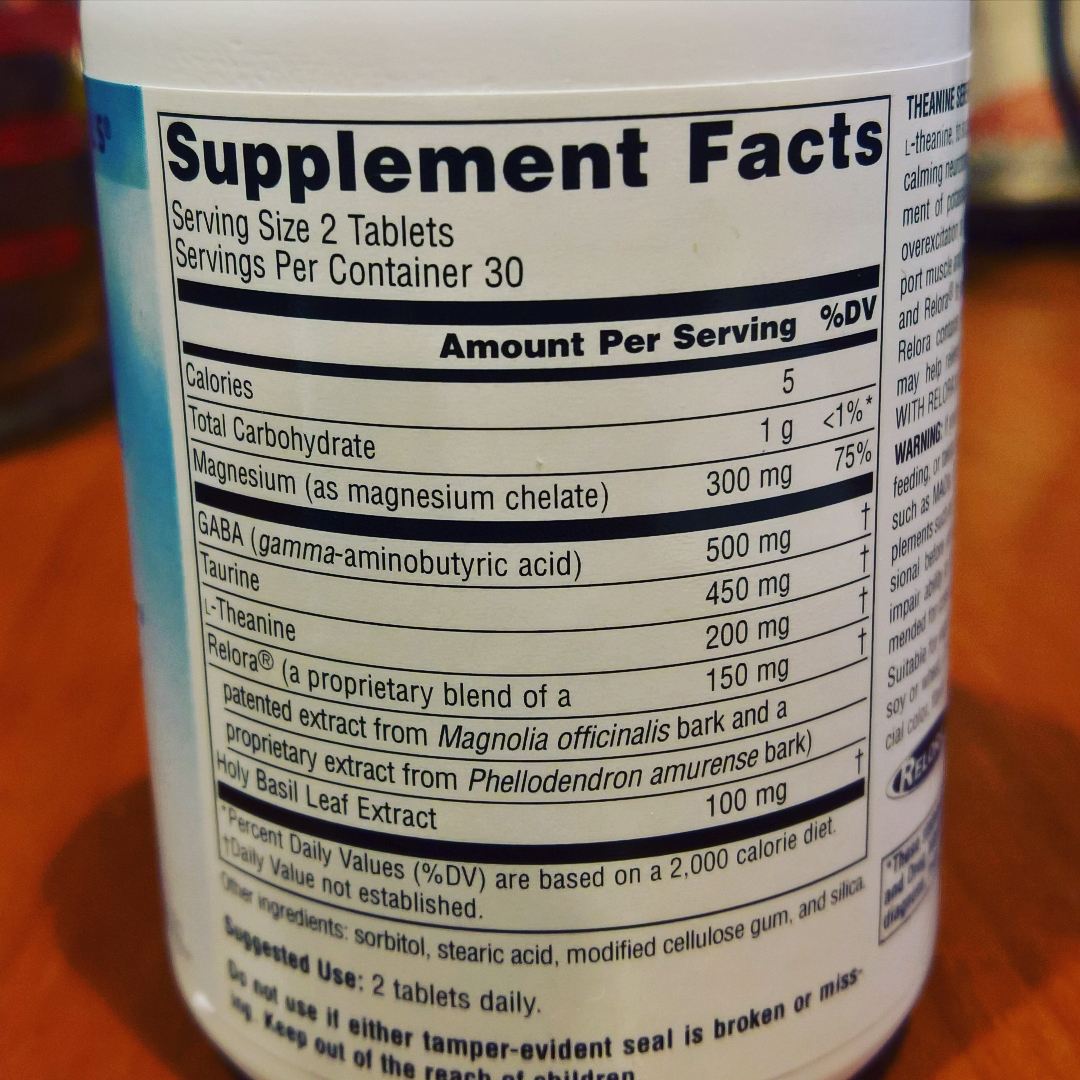 Supplement Facts
Serving Size 2 Tablets
Servings Per Container 30
Amount Per Serving %DV
Calories 5
Total Carbohydrate 1 g <1%*
Magnesium (as magnesium chelate) 300 mg 75%
GABA (gamma-aminobutyric acid) 500 mg †
Taurine 450 mg †
L-Theanine 200 mg †
Relora® (a proprietary blend of a 150 mg †
patented extract from Magnolia officinalis bark and a
proprietary extract from Phellodendron amurense bark)
Holy Basil Leaf Extract 100 mg †
*Percent Daily Values (%DV) are based on a 2,000 calorie diet.
†Daily Value not established.
Other ingredients: sorbitol, stearic acid, modified cellulose gum, and silica.
Suggested Use: 2 tablets daily.
Do not use if either tamper-evident seal is broken or miss-
ing. Keep out of the reach of children.
THEANINE
L-theanine,
calming
ment of
overexcitation
port muscle
and Relora®
Relora
may help
WITH
WARNING:
feeding, or
such as
plements
sional
impair
mended for
Suitable for
soy or
cial color,